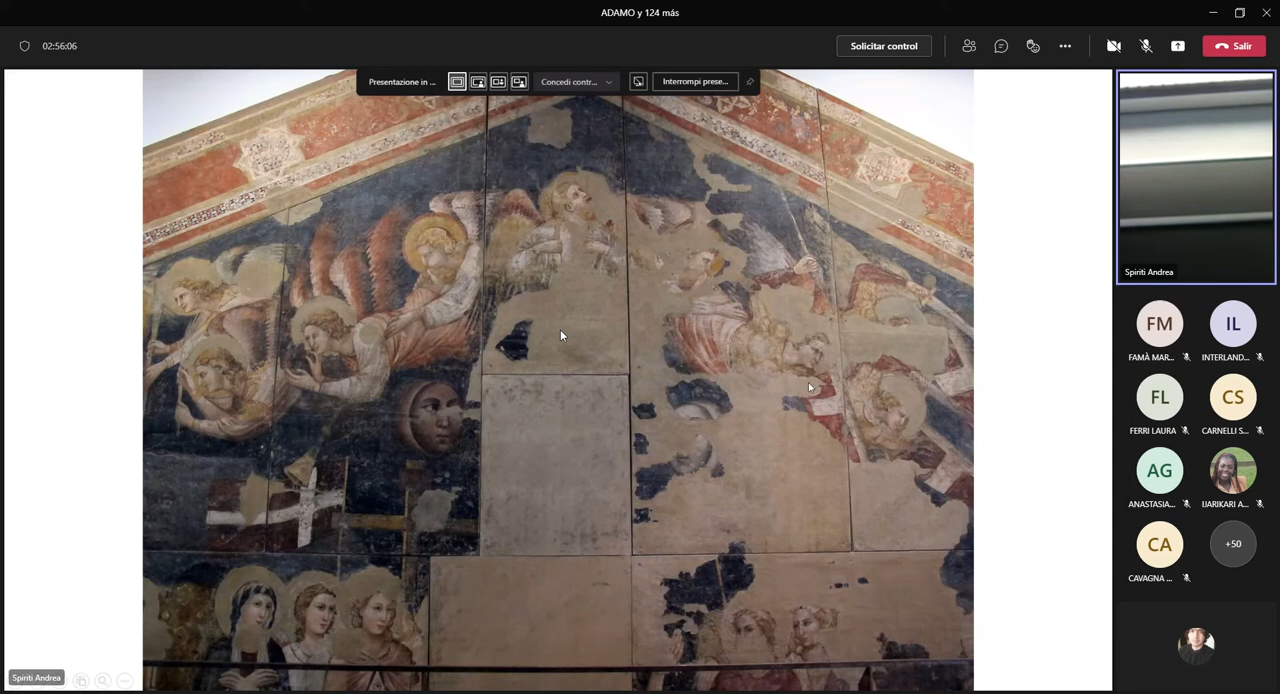 ADAMO y 124 más
02:56:06
Solicitar control
Salir
Presentazione in ...
Concedi contr...
Interrompi prese...
Spiriti Andrea
FM
IL
FAMÀ MAR...
INTERLAND...
FL
CS
FERRI LAURA
CARNELLI S...
AG
ANASTASIA...
IJARIKARI A...
CA
+50
CAVAGNA ...
Spiriti Andrea